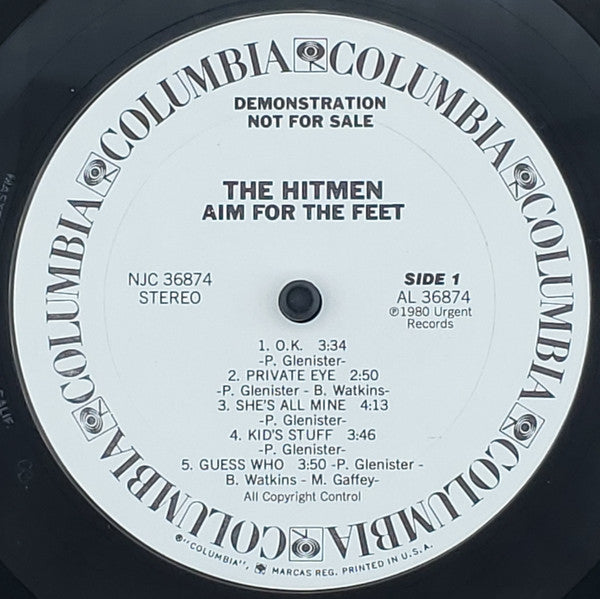 COLUMBIA COLUMBIA COLUMBIA COLUMBIA COLUMBIA COLUMBIA COLUMBIA COLUMBIA
DEMONSTRATION
NOT FOR SALE
THE HITMEN
AIM FOR THE FEET
NJC 36874
STEREO
SIDE 1
AL 36874
℗1980 Urgent
Records
1. O.K. 3:34
-P. Glenister-
2. PRIVATE EYE 2:50
-P. Glenister - B. Watkins-
3. SHE'S ALL MINE 4:13
-P. Glenister-
4. KID'S STUFF 3:46
-P. Glenister-
5. GUESS WHO 3:50 -P. Glenister -
B. Watkins - M. Gaffey-
All Copyright Control
®"COLUMBIA", MARCAS REG. PRINTED IN U.S.A.
CALIF.